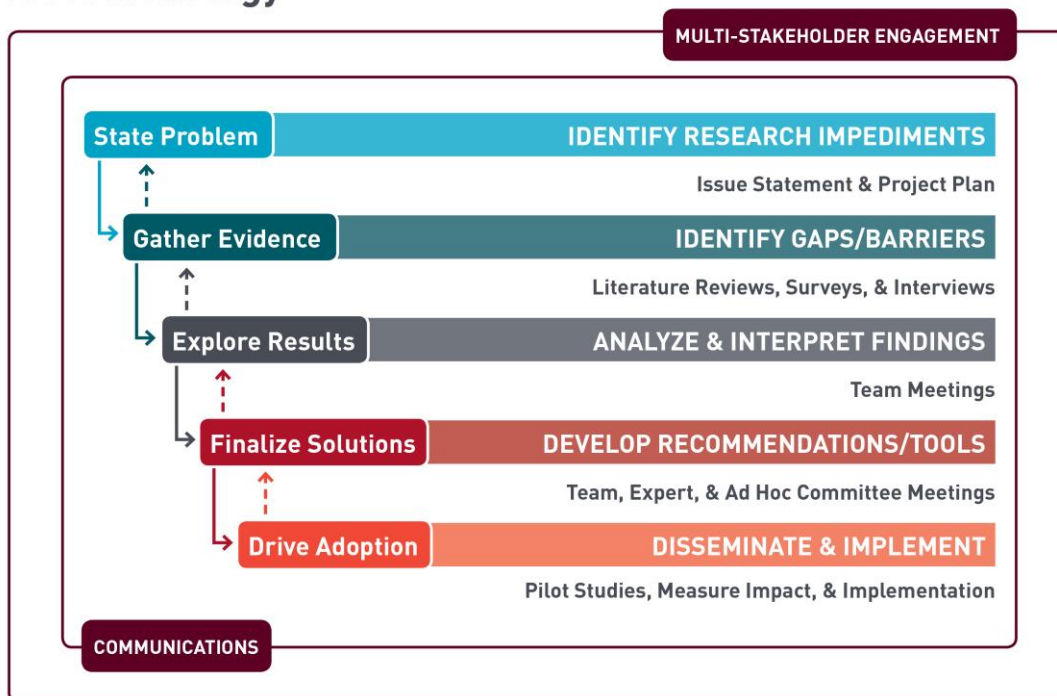 MULTI-STAKEHOLDER ENGAGEMENT
State Problem
IDENTIFY RESEARCH IMPEDIMENTS
Issue Statement & Project Plan
Gather Evidence
IDENTIFY GAPS/BARRIERS
Literature Reviews, Surveys, & Interviews
Explore Results
ANALYZE & INTERPRET FINDINGS
Team Meetings
Finalize Solutions
DEVELOP RECOMMENDATIONS/TOOLS
Team, Expert, & Ad Hoc Committee Meetings
Drive Adoption
DISSEMINATE & IMPLEMENT
Pilot Studies, Measure Impact, & Implementation
COMMUNICATIONS